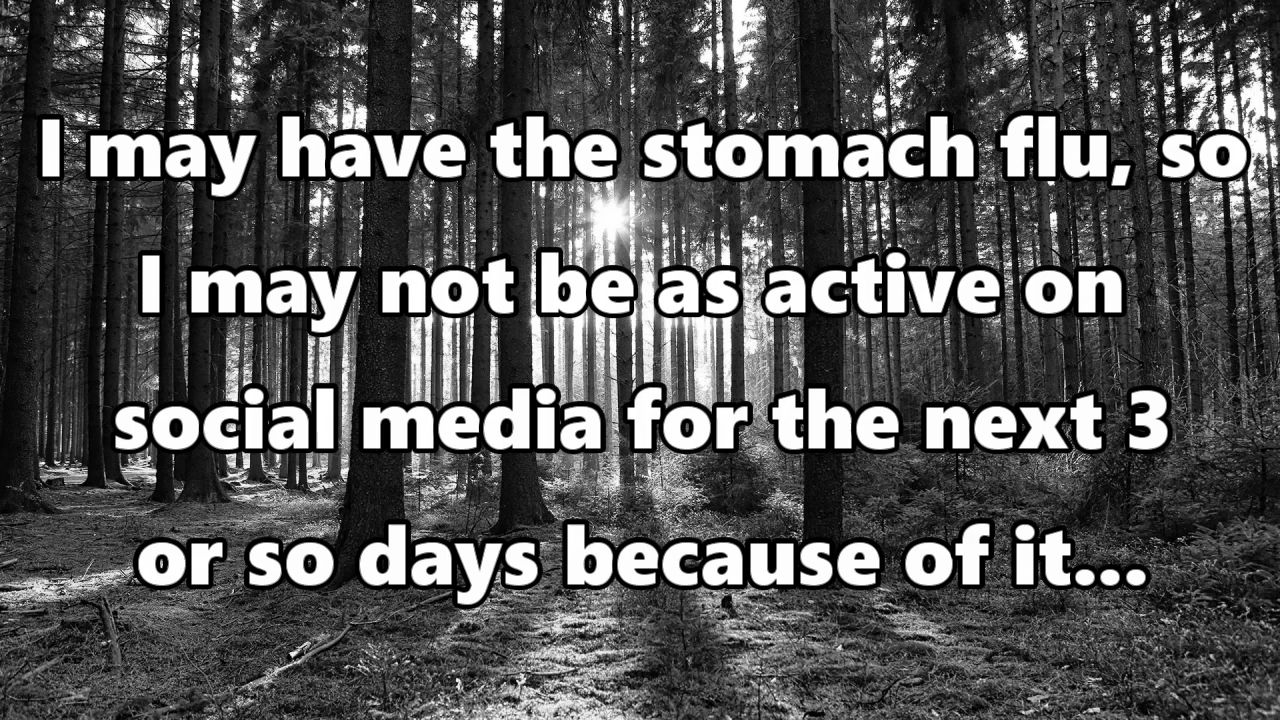 I may have the stomach flu, so
I may not be as active on
social media for the next 3
or so days because of it...